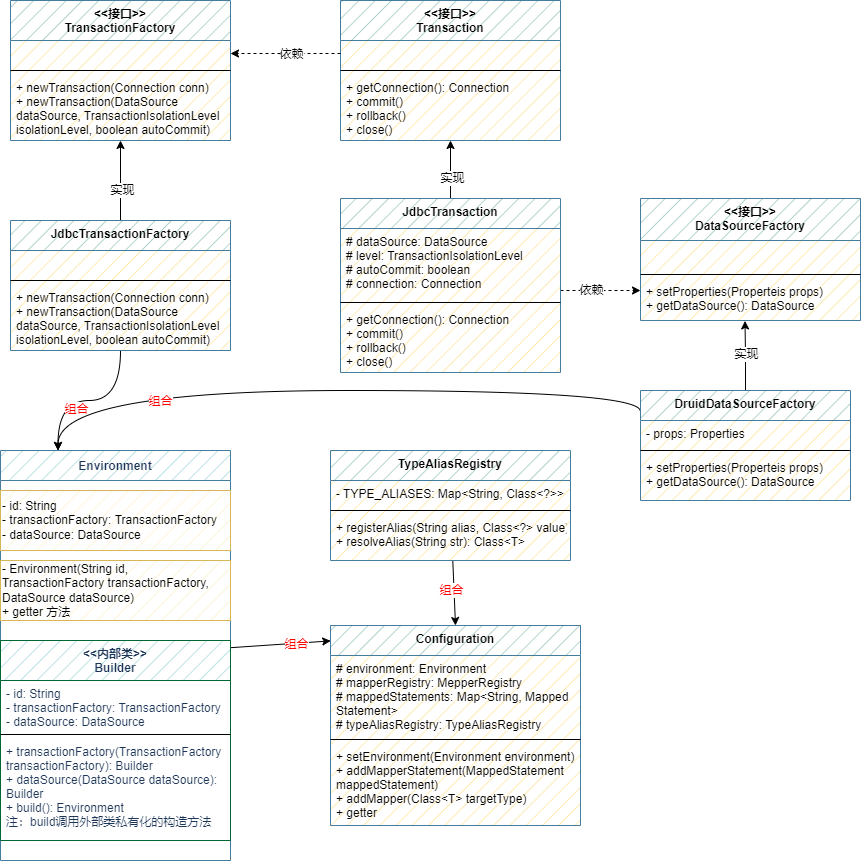 <<接口>>
TransactionFactory
+ newTransaction(Connection conn)
+ newTransaction(DataSource
dataSource, TransactionIsolationLevel
isolationLevel, boolean autoCommit)
依赖
<<接口>>
Transaction
+ getConnection(): Connection
+ commit()
+ rollback()
+ close()
实现
实现
JdbcTransactionFactory
+ newTransaction(Connection conn)
+ newTransaction(DataSource
dataSource, TransactionIsolationLevel
isolationLevel, boolean autoCommit)
JdbcTransaction
# dataSource: DataSource
# level: TransactionIsolationLevel
# autoCommit: boolean
# connection: Connection
+ getConnection(): Connection
+ commit()
+ rollback()
+ close()
依赖
<<接口>>
DataSourceFactory
+ setProperties(Properteis props)
+ getDataSource(): DataSource
实现
组合
组合
DruidDataSourceFactory
- props: Properties
+ setProperties(Properteis props)
+ getDataSource(): DataSource
Environment
- id: String
- transactionFactory: TransactionFactory
- dataSource: DataSource
- Environment(String id,
TransactionFactory transactionFactory,
DataSource dataSource)
+ getter 方法
<<内部类>>
Builder
- id: String
- transactionFactory: TransactionFactory
- dataSource: DataSource
+ transactionFactory(TransactionFactory
transactionFactory): Builder
+ dataSource(DataSource dataSource):
Builder
+ build(): Environment
注：build调用外部类私有化的构造方法
TypeAliasRegistry
- TYPE_ALIASES: Map<String, Class<?>>
+ registerAlias(String alias, Class<?> value)
+ resolveAlias(String str): Class<T>
组合
组合
Configuration
# environment: Environment
# mapperRegistry: MepperRegistry
# mappedStatements: Map<String, Mapped
Statement>
# typeAliasRegistry: TypeAliasRegistry
+ setEnvironment(Environment environment)
+ addMapperStatement(MappedStatement
mappedStatement)
+ addMapper(Class<T> targetType)
+ getter